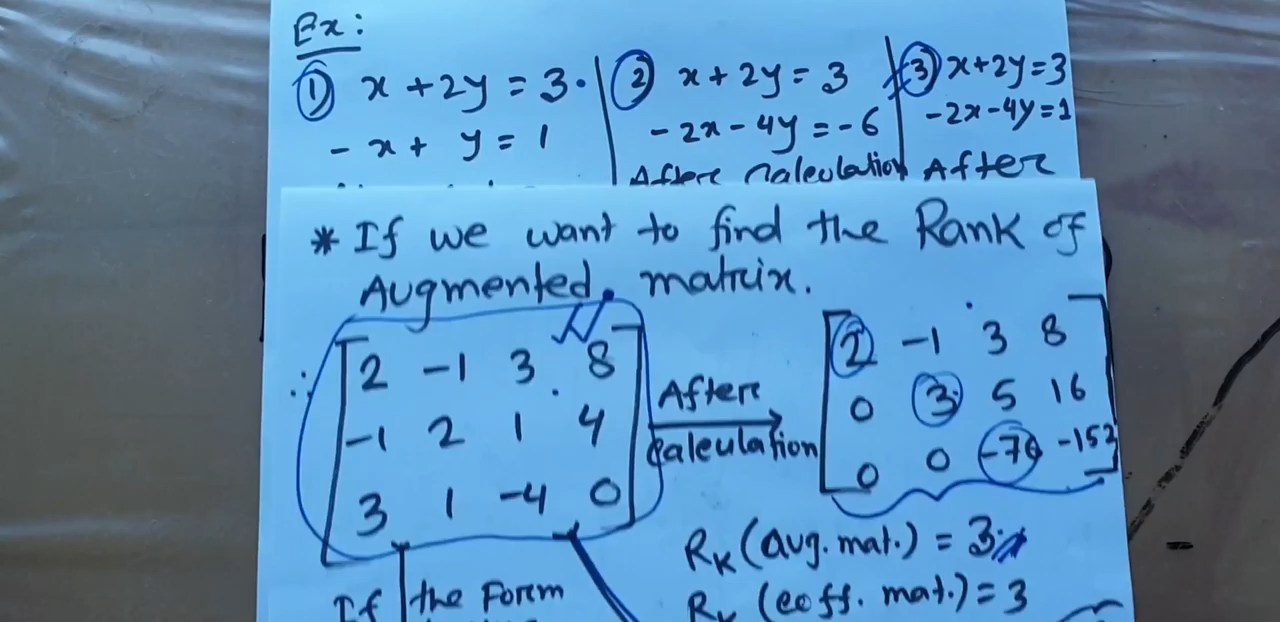 Ex:
① x + 2y = 3. ② x + 2y = 3 ③ x+2y=3
- x + y = 1 - 2x - 4y = -6 -2x-4y=1
After Calculation After
* If we want to find the Rank of
Augmented matrix.
2 -1 3 8
-1 2 1 4
3 1 -4 0
After
calculation
2 -1 3 8
0 3 5 16
0 0 -76 -152
Rk (aug. mat.) = 3
Rk (coff. mat.) = 3
If the Form